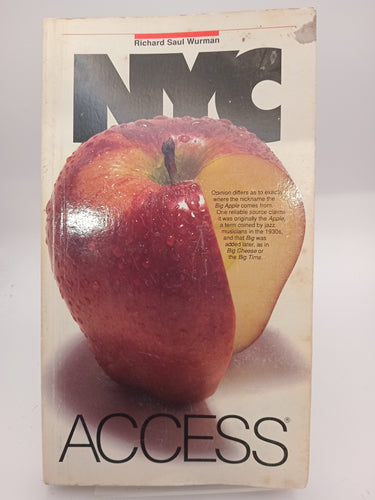 Richard Saul Wurman
NYC
Opinion differs as to exactly
where the nickname the
Big Apple comes from.
One reliable source claims
it was originally the Apple,
a term coined by jazz
musicians in the 1930s,
and that Big was
added later, as in
Big Cheese or
the Big Time.
ACCESS®